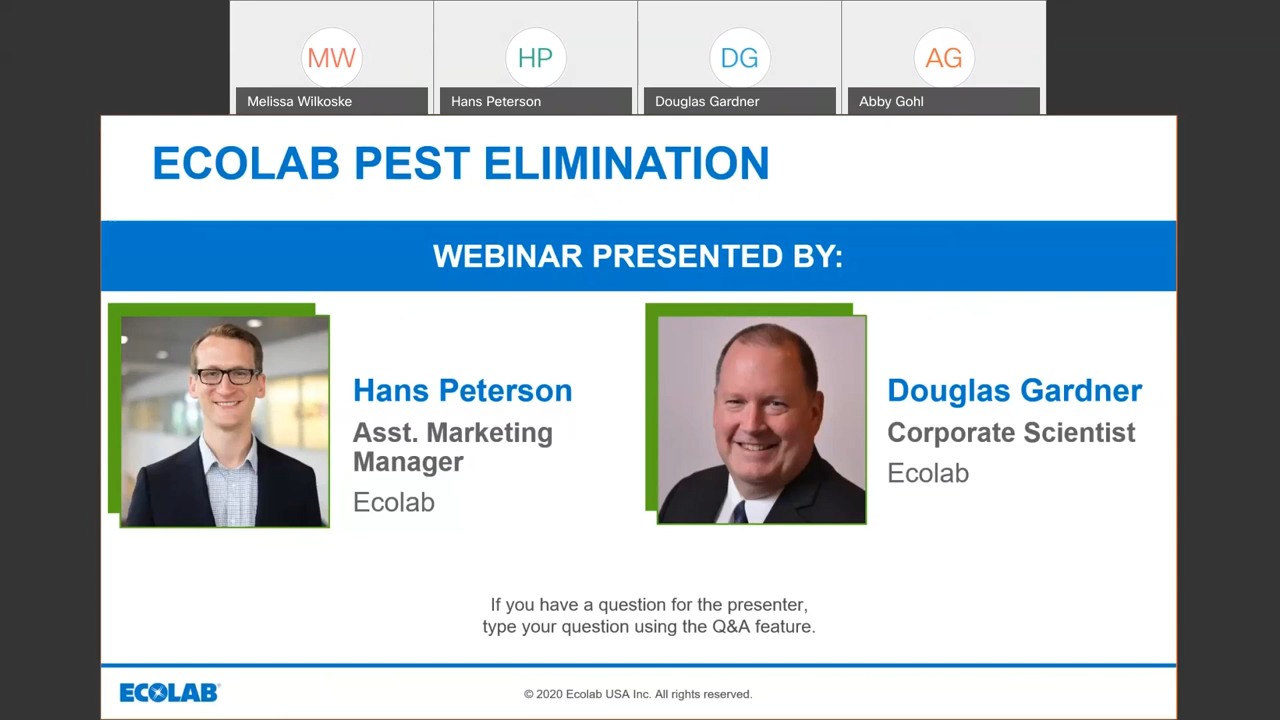 MW
HP
DG
AG
Melissa Wilkoske
Hans Peterson
Douglas Gardner
Abby Gohl
ECOLAB PEST ELIMINATION
WEBINAR PRESENTED BY:
Hans Peterson
Asst. Marketing
Manager
Ecolab
Douglas Gardner
Corporate Scientist
Ecolab
If you have a question for the presenter,
type your question using the Q&A feature.
ECOLAB®
© 2020 Ecolab USA Inc. All rights reserved.